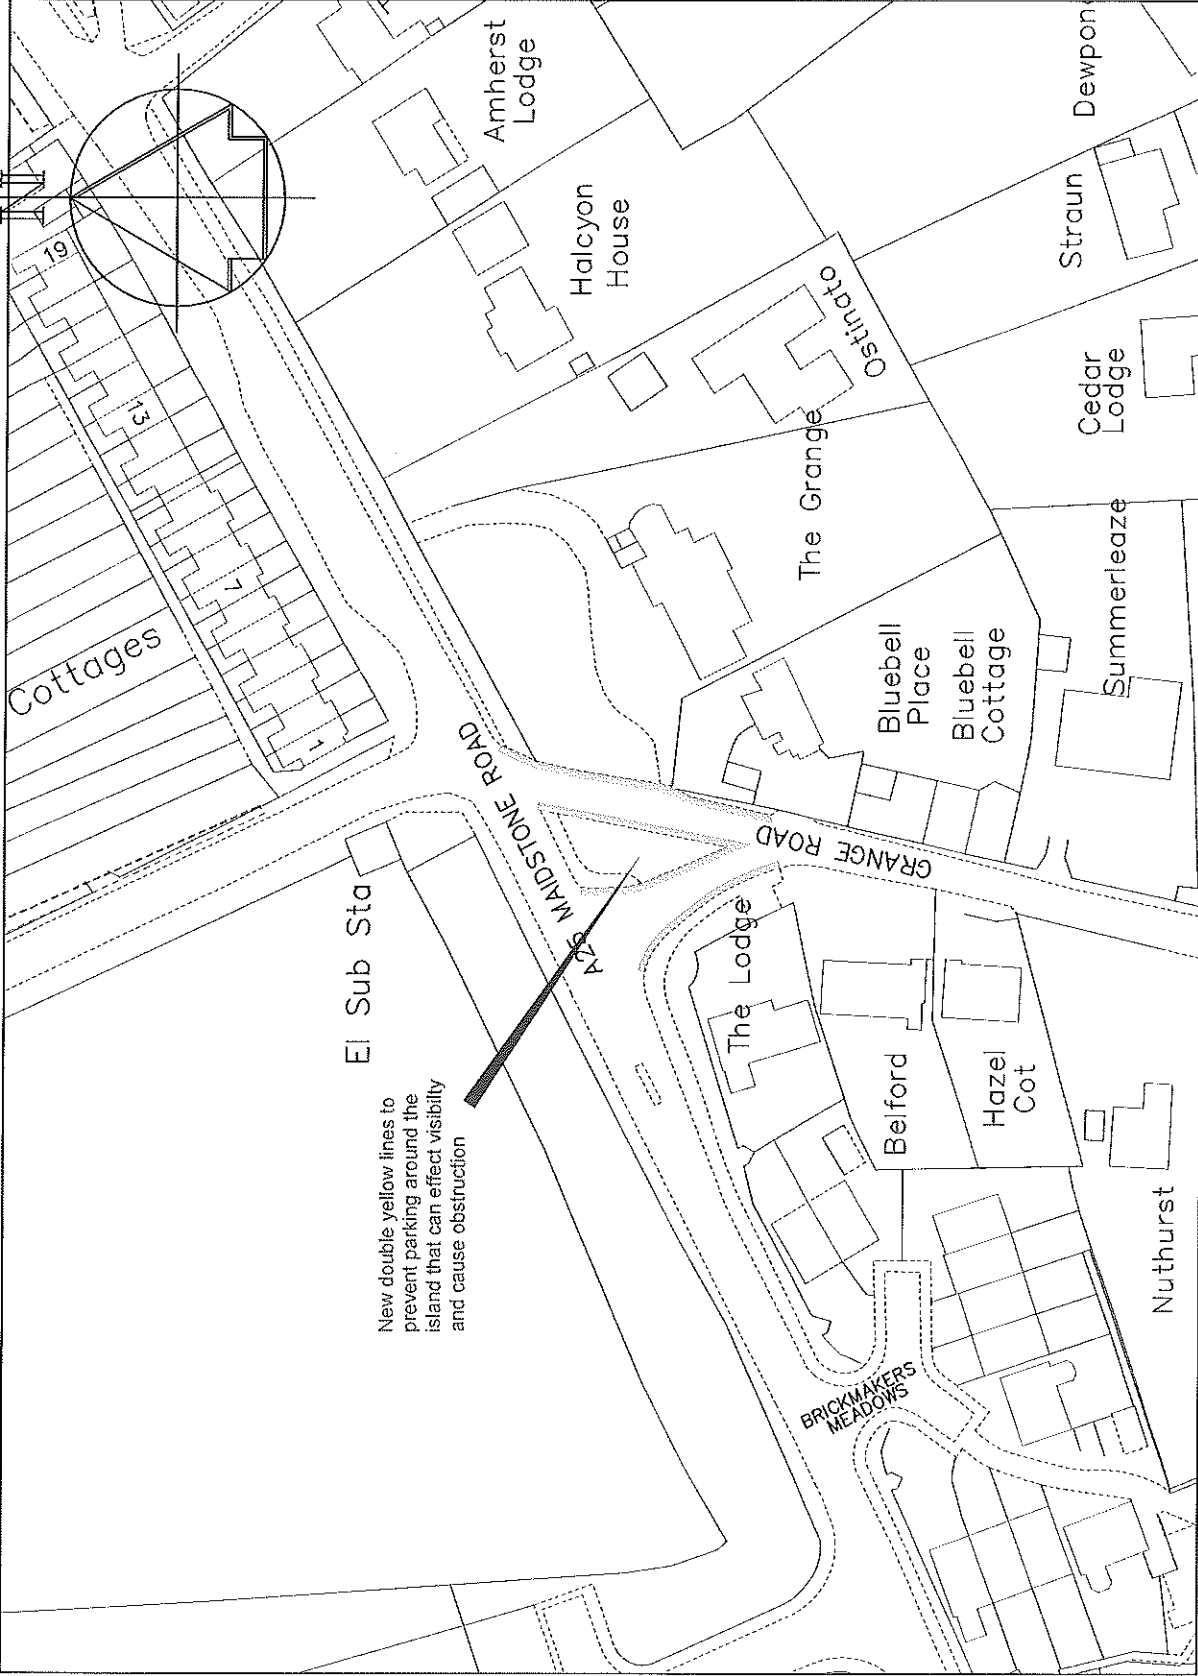 Cottages
19
13
7
1
Amherst
Lodge
Halcyon
House
Ostinato
The Grange
Dewpon
Straun
Cedar
Lodge
Summerleaze
Bluebell
Place
Bluebell
Cottage
A25 MAIDSTONE ROAD
GRANGE ROAD
El Sub Sta
New double yellow lines to
prevent parking around the
island that can effect visibilty
and cause obstruction
The Lodge
Belford
Hazel
Cot
Nuthurst
BRICKMAKERS
MEADOWS
N